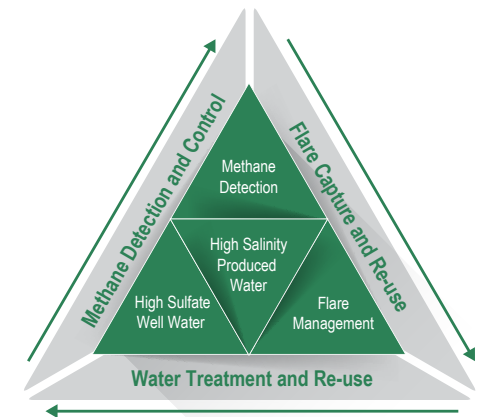 Methane Detection and Control
Flare Capture and Re-use
Methane
Detection
High Salinity
Produced
Water
High Sulfate
Well Water
Flare
Management
Water Treatment and Re-use